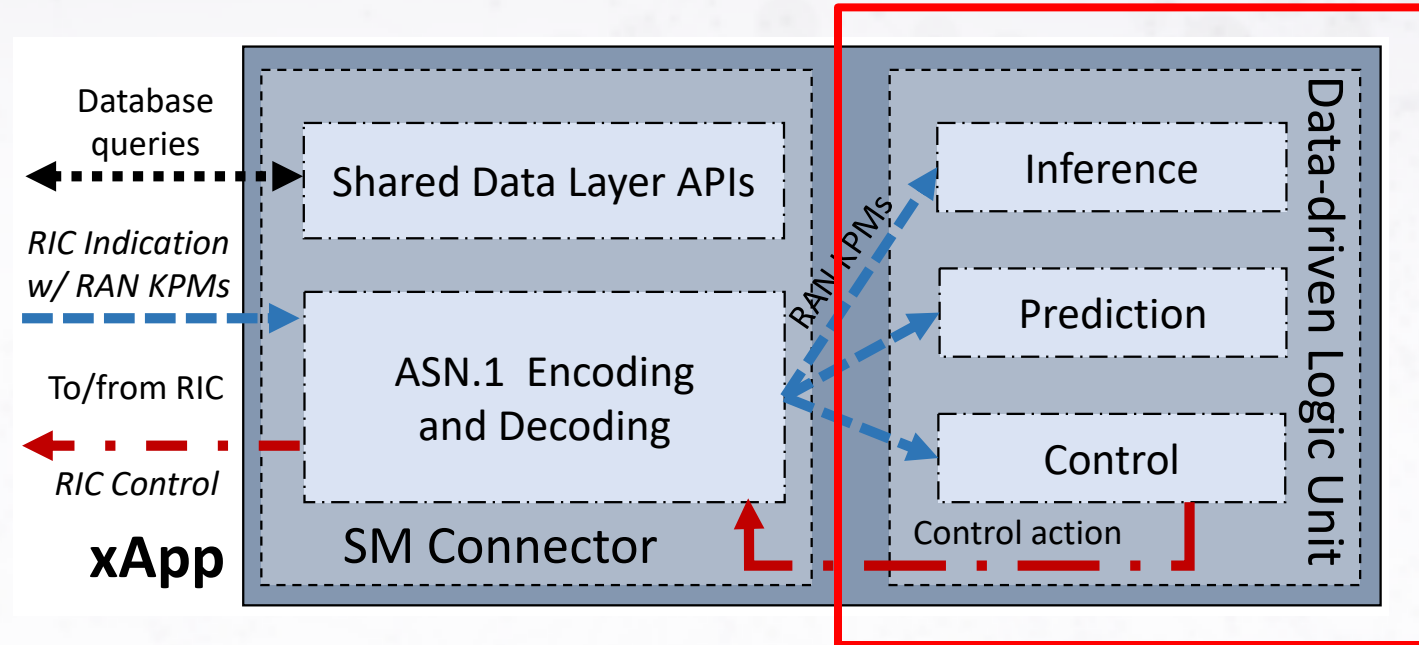 Database
queries
RIC Indication
w/ RAN KPMs
To/from RIC
RIC Control
xApp
Shared Data Layer APIs
ASN.1 Encoding
and Decoding
SM Connector
RAN KPMs
Inference
Prediction
Control
Control action
Data-driven Logic Unit